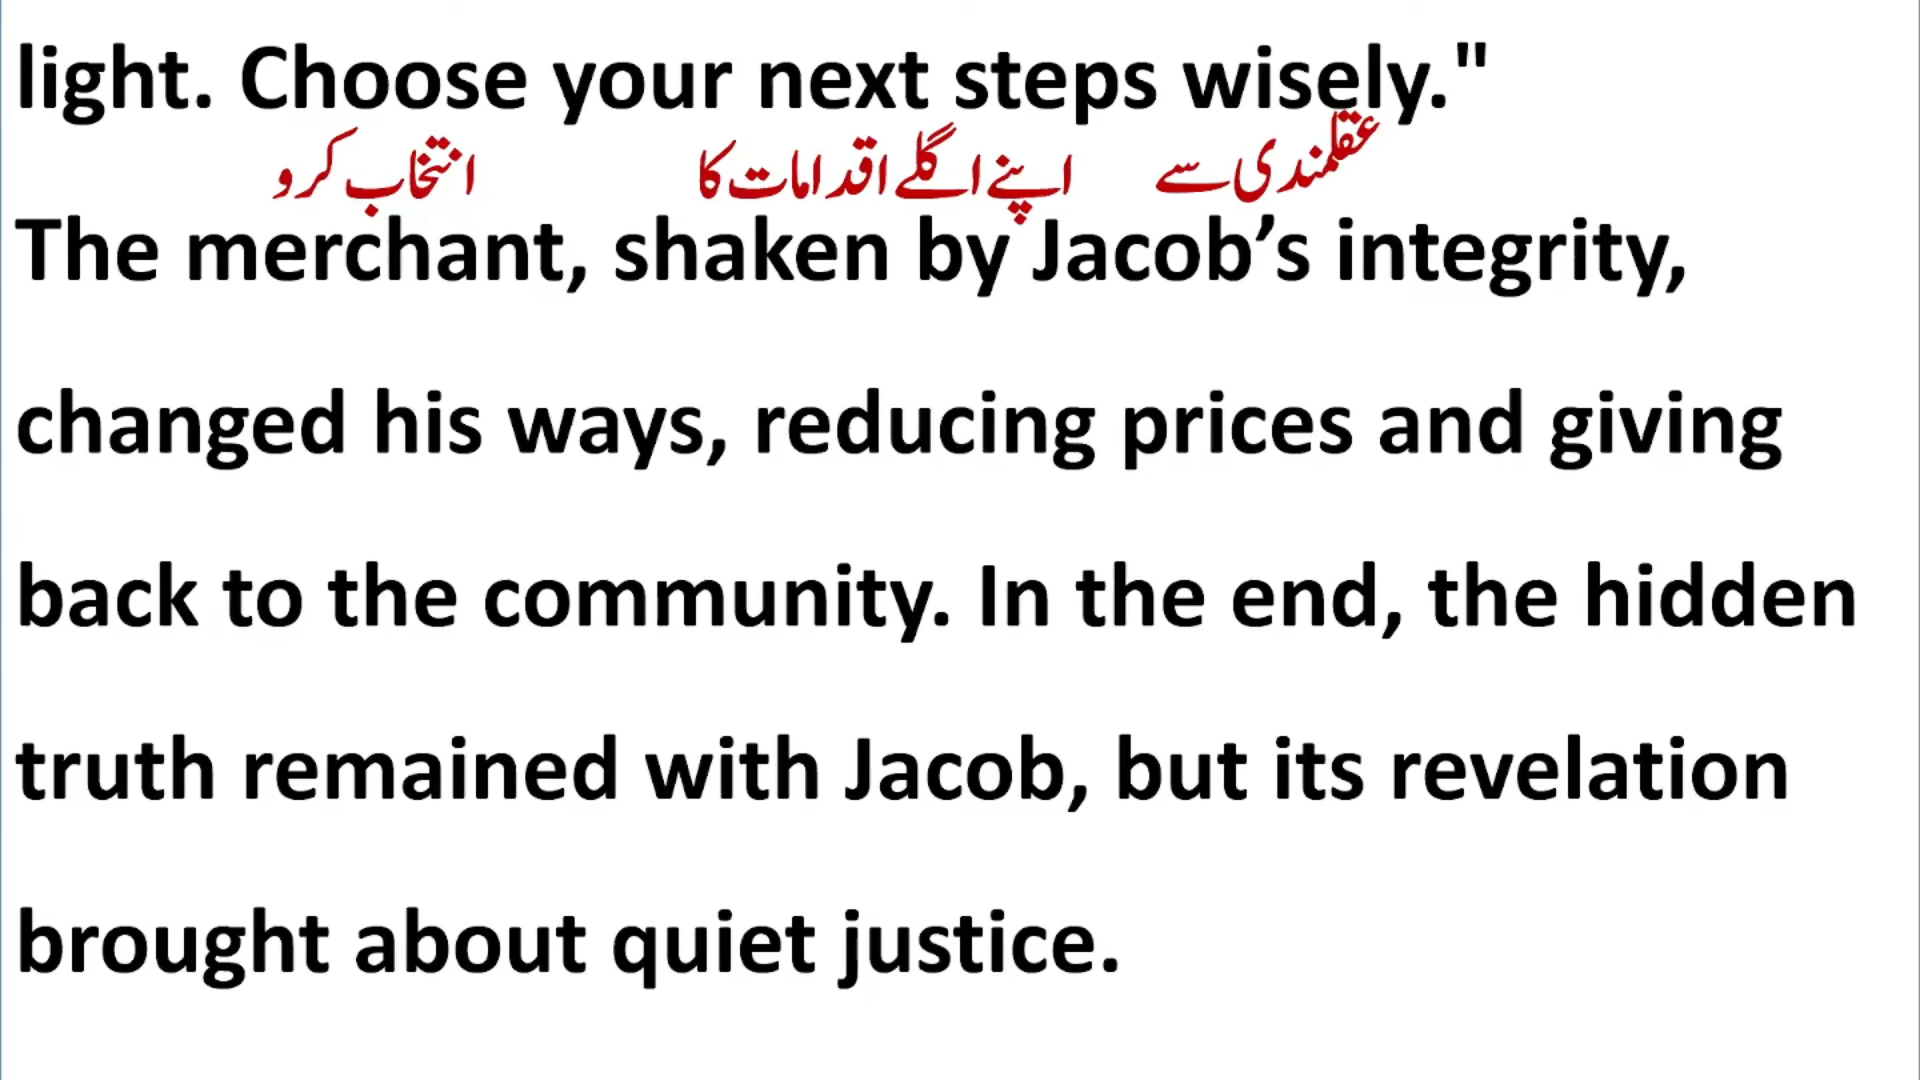 light. Choose your next steps wisely."
عقلمندی سے اپنے اگلے اقدامات کا انتخاب کرو
The merchant, shaken by Jacob’s integrity,
changed his ways, reducing prices and giving
back to the community. In the end, the hidden
truth remained with Jacob, but its revelation
brought about quiet justice.